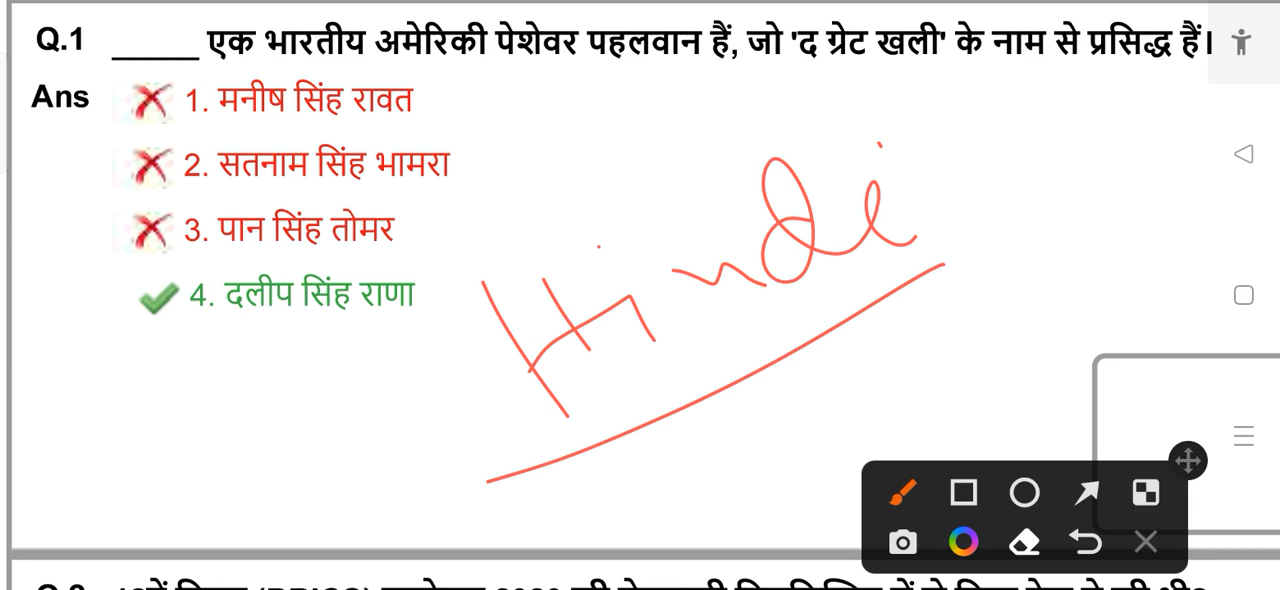 Q.1 _____ एक भारतीय अमेरिकी पेशेवर पहलवान हैं, जो 'द ग्रेट खली' के नाम से प्रसिद्ध हैं।
Ans 1. मनीष सिंह रावत
2. सतनाम सिंह भामरा
3. पान सिंह तोमर
4. दलीप सिंह राणा
Hindi